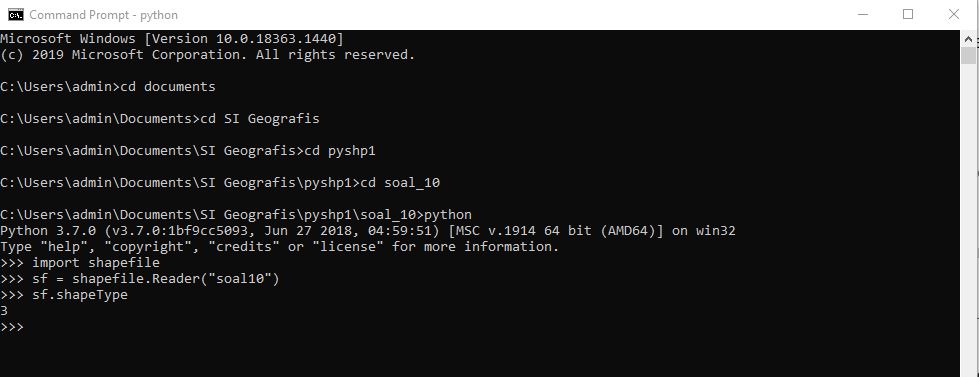 Command Prompt - python
Microsoft Windows [Version 10.0.18363.1440]
(c) 2019 Microsoft Corporation. All rights reserved.
C:\Users\admin>cd documents
C:\Users\admin\Documents>cd SI Geografis
C:\Users\admin\Documents\SI Geografis>cd pyshp1
C:\Users\admin\Documents\SI Geografis\pyshp1>cd soal_10
C:\Users\admin\Documents\SI Geografis\pyshp1\soal_10>python
Python 3.7.0 (v3.7.0:1bf9cc5093, Jun 27 2018, 04:59:51) [MSC v.1914 64 bit (AMD64)] on win32
Type "help", "copyright", "credits" or "license" for more information.
>>> import shapefile
>>> sf = shapefile.Reader("soal10")
>>> sf.shapeType
3
>>>